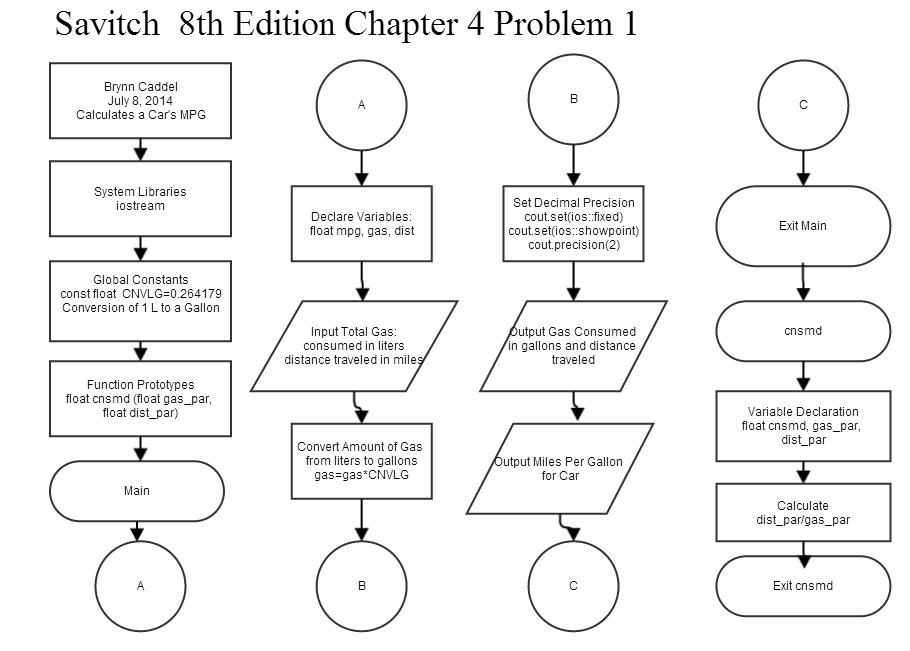 Savitch 8th Edition Chapter 4 Problem 1
Brynn Caddel
July 8, 2014
Calculates a Car's MPG
System Libraries
iostream
Global Constants
const float CNVLG=0.264179
Conversion of 1 L to a Gallon
Function Prototypes
float cnsmd (float gas_par,
float dist_par)
Main
A
A
Declare Variables:
float mpg, gas, dist
Input Total Gas:
consumed in liters
distance traveled in miles
Convert Amount of Gas
from liters to gallons
gas=gas*CNVLG
B
B
Set Decimal Precision
cout.set(ios::fixed)
cout.set(ios::showpoint)
cout.precision(2)
Output Gas Consumed
in gallons and distance
traveled
Output Miles Per Gallon
for Car
C
C
Exit Main
cnsmd
Variable Declaration
float cnsmd, gas_par,
dist_par
Calculate
dist_par/gas_par
Exit cnsmd